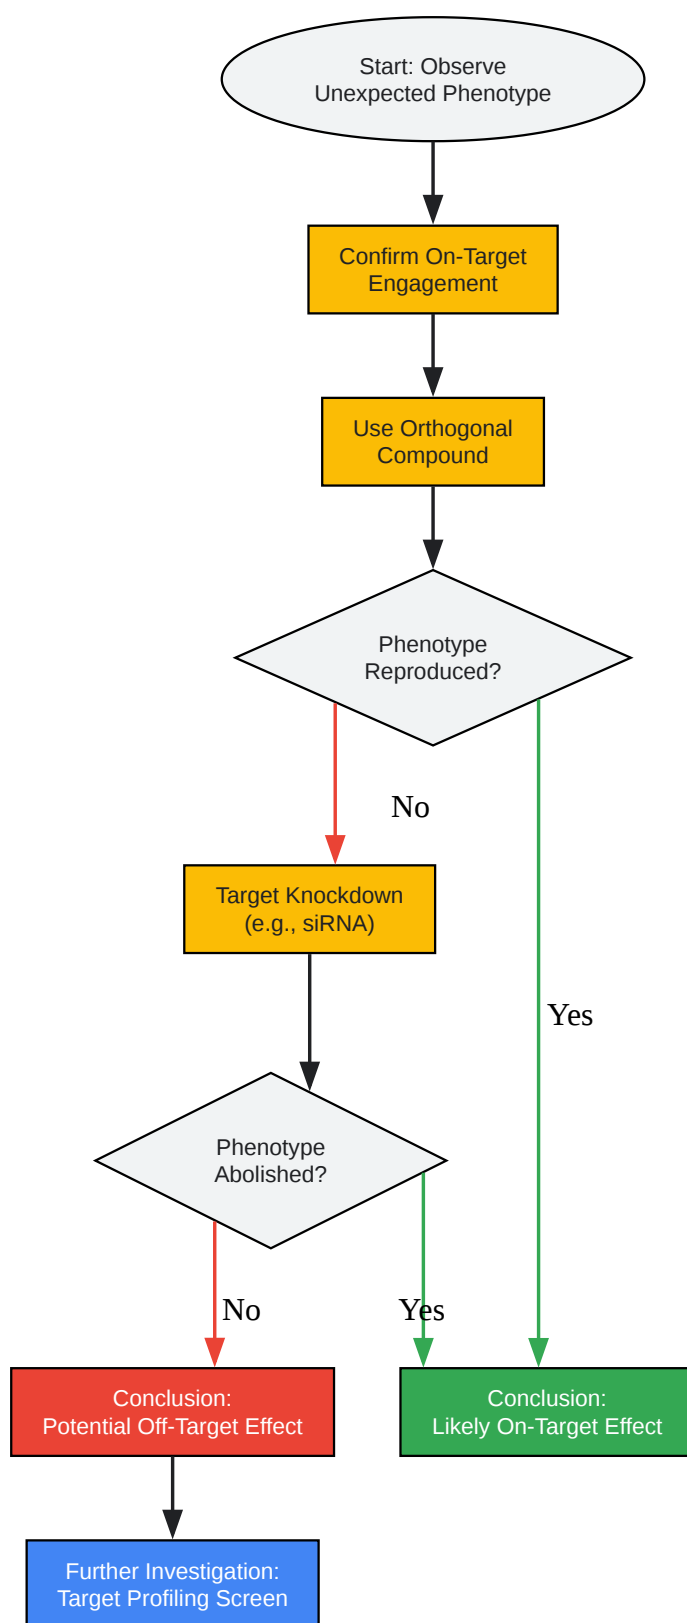 Start: Observe
Unexpected Phenotype
Confirm On-Target
Engagement
Use Orthogonal
Compound
Phenotype
Reproduced?
No
Target Knockdown
(e.g., siRNA)
Yes
Phenotype
Abolished?
No
Yes
Conclusion:
Potential Off-Target Effect
Conclusion:
Likely On-Target Effect
Further Investigation:
Target Profiling Screen